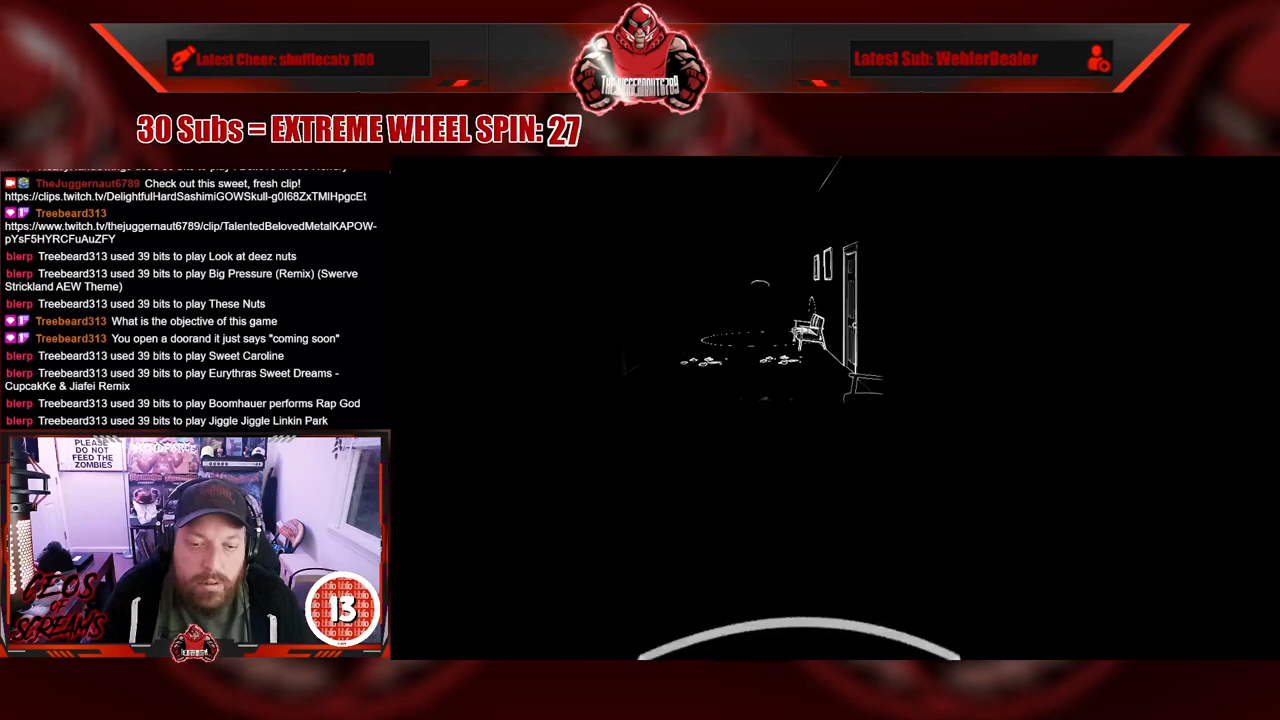 Latest Cheer: shufflecatv 100
THEJUGGERNAUT6789
Latest Sub: WehlerDealer
30 Subs = EXTREME WHEEL SPIN: 27
TheJuggernaut6789 Check out this sweet, fresh clip!
https://clips.twitch.tv/DelightfulHardSashimiGOWSkull-g0I68ZxTMIHpgcEt
Treebeard313
https://www.twitch.tv/thejuggernaut6789/clip/TalentedBelovedMetalKAPOW-
pYsF5HYRCFuAuZFY
blerp Treebeard313 used 39 bits to play Look at deez nuts
blerp Treebeard313 used 39 bits to play Big Pressure (Remix) (Swerve
Strickland AEW Theme)
blerp Treebeard313 used 39 bits to play These Nuts
Treebeard313 What is the objective of this game
Treebeard313 You open a doorand it just says "coming soon"
blerp Treebeard313 used 39 bits to play Sweet Caroline
blerp Treebeard313 used 39 bits to play Eurythras Sweet Dreams -
CupcakKe & Jiafei Remix
blerp Treebeard313 used 39 bits to play Boomhauer performs Rap God
blerp Treebeard313 used 39 bits to play Jiggle Jiggle Linkin Park
PLEASE
DO NOT
FEED THE
ZOMBIES
CEOS
OF
SCREAMS
13